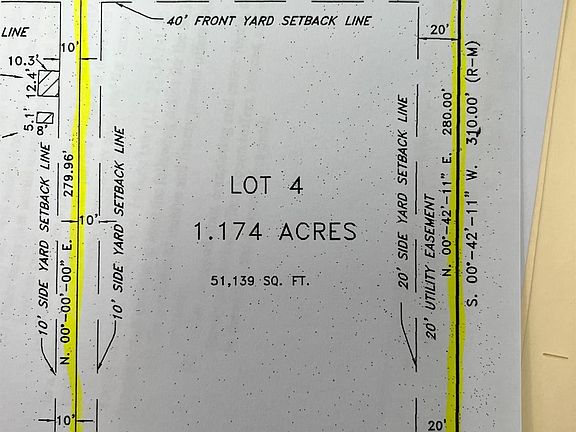 40' FRONT YARD SETBACK LINE
LINE
20'
10'
10.3'
12.4'
5.1'
8'
10' SIDE YARD SETBACK LINE
N. 00°-00'-00" E. 279.96'
10'
10' SIDE YARD SETBACK LINE
LOT 4
1.174 ACRES
51,139 SQ. FT.
20' SIDE YARD SETBACK LINE
20' UTILITY EASEMENT
N. 00°-42'-11" E. 280.00'
S. 00°-42'-11" W. 310.00' (R-M)
10'
20'